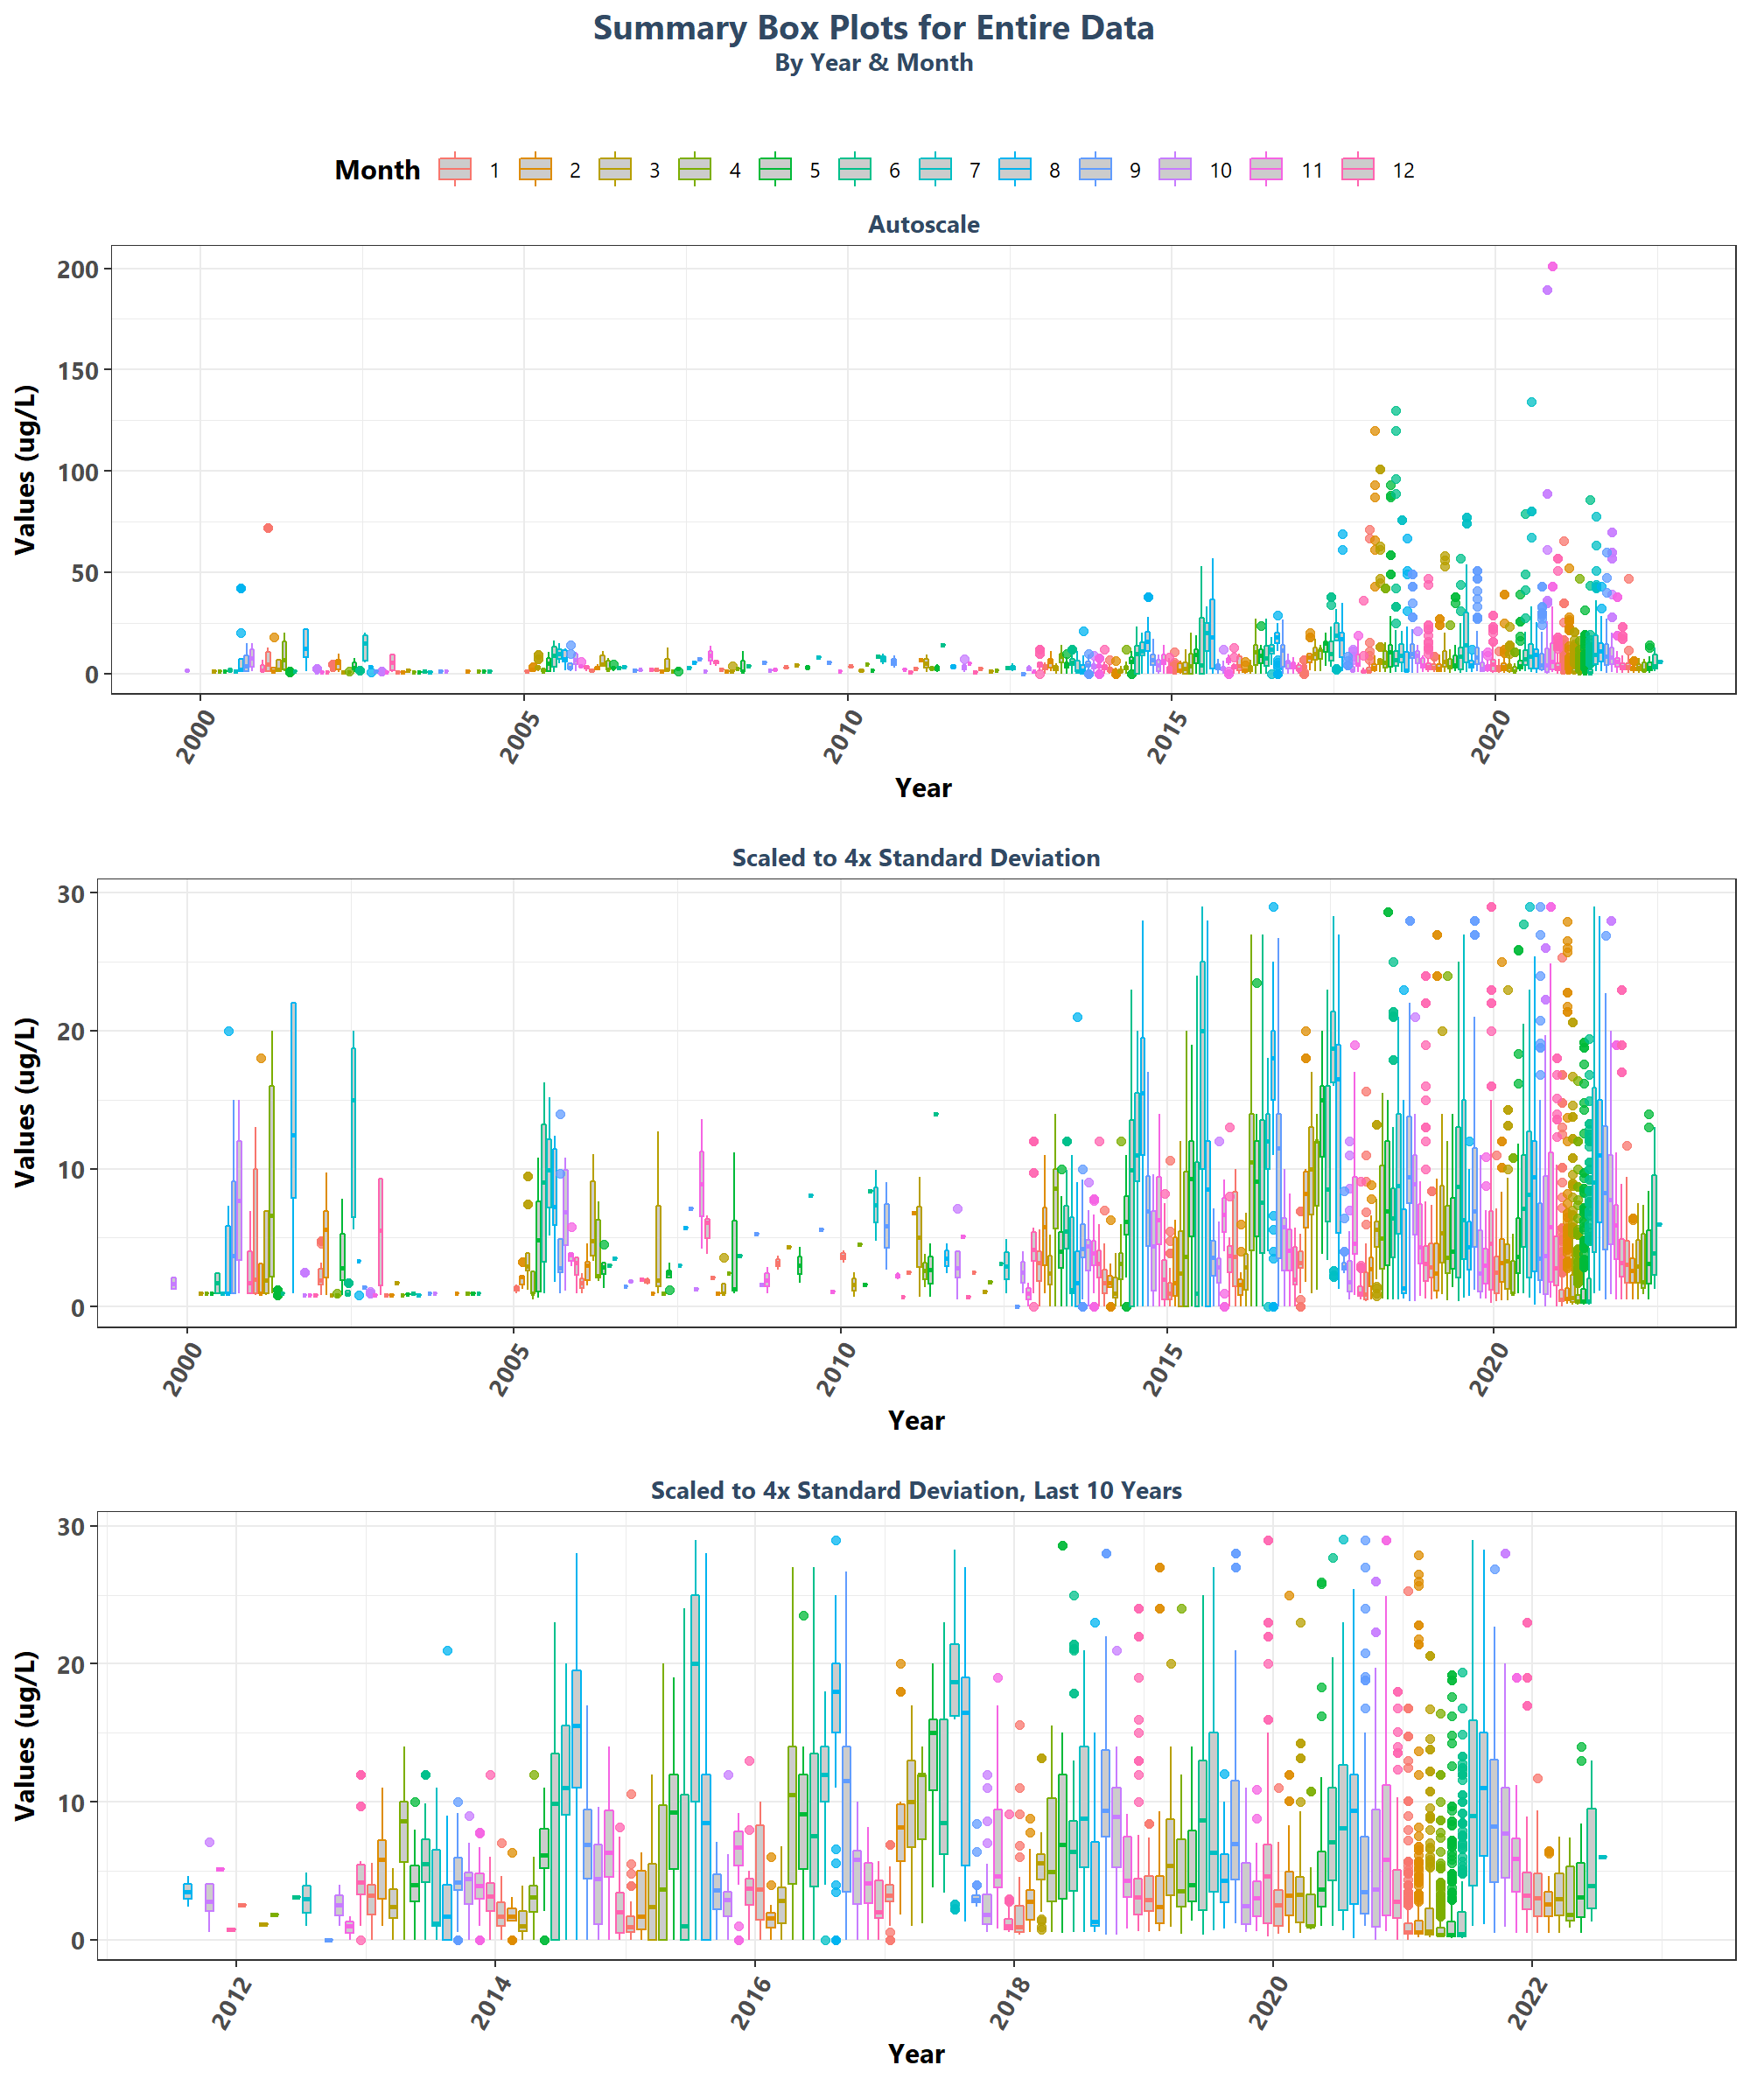 Summary Box Plots for Entire Data
By Year & Month
Month 1 2 3 4 5 6 7 8 9 10 11 12
Autoscale
Values (ug/L)
200
150
100
50
0
2000 2005 2010 2015 2020
Year
Scaled to 4x Standard Deviation
Values (ug/L)
30
20
10
0
2000 2005 2010 2015 2020
Year
Scaled to 4x Standard Deviation, Last 10 Years
Values (ug/L)
30
20
10
0
2012 2014 2016 2018 2020 2022
Year